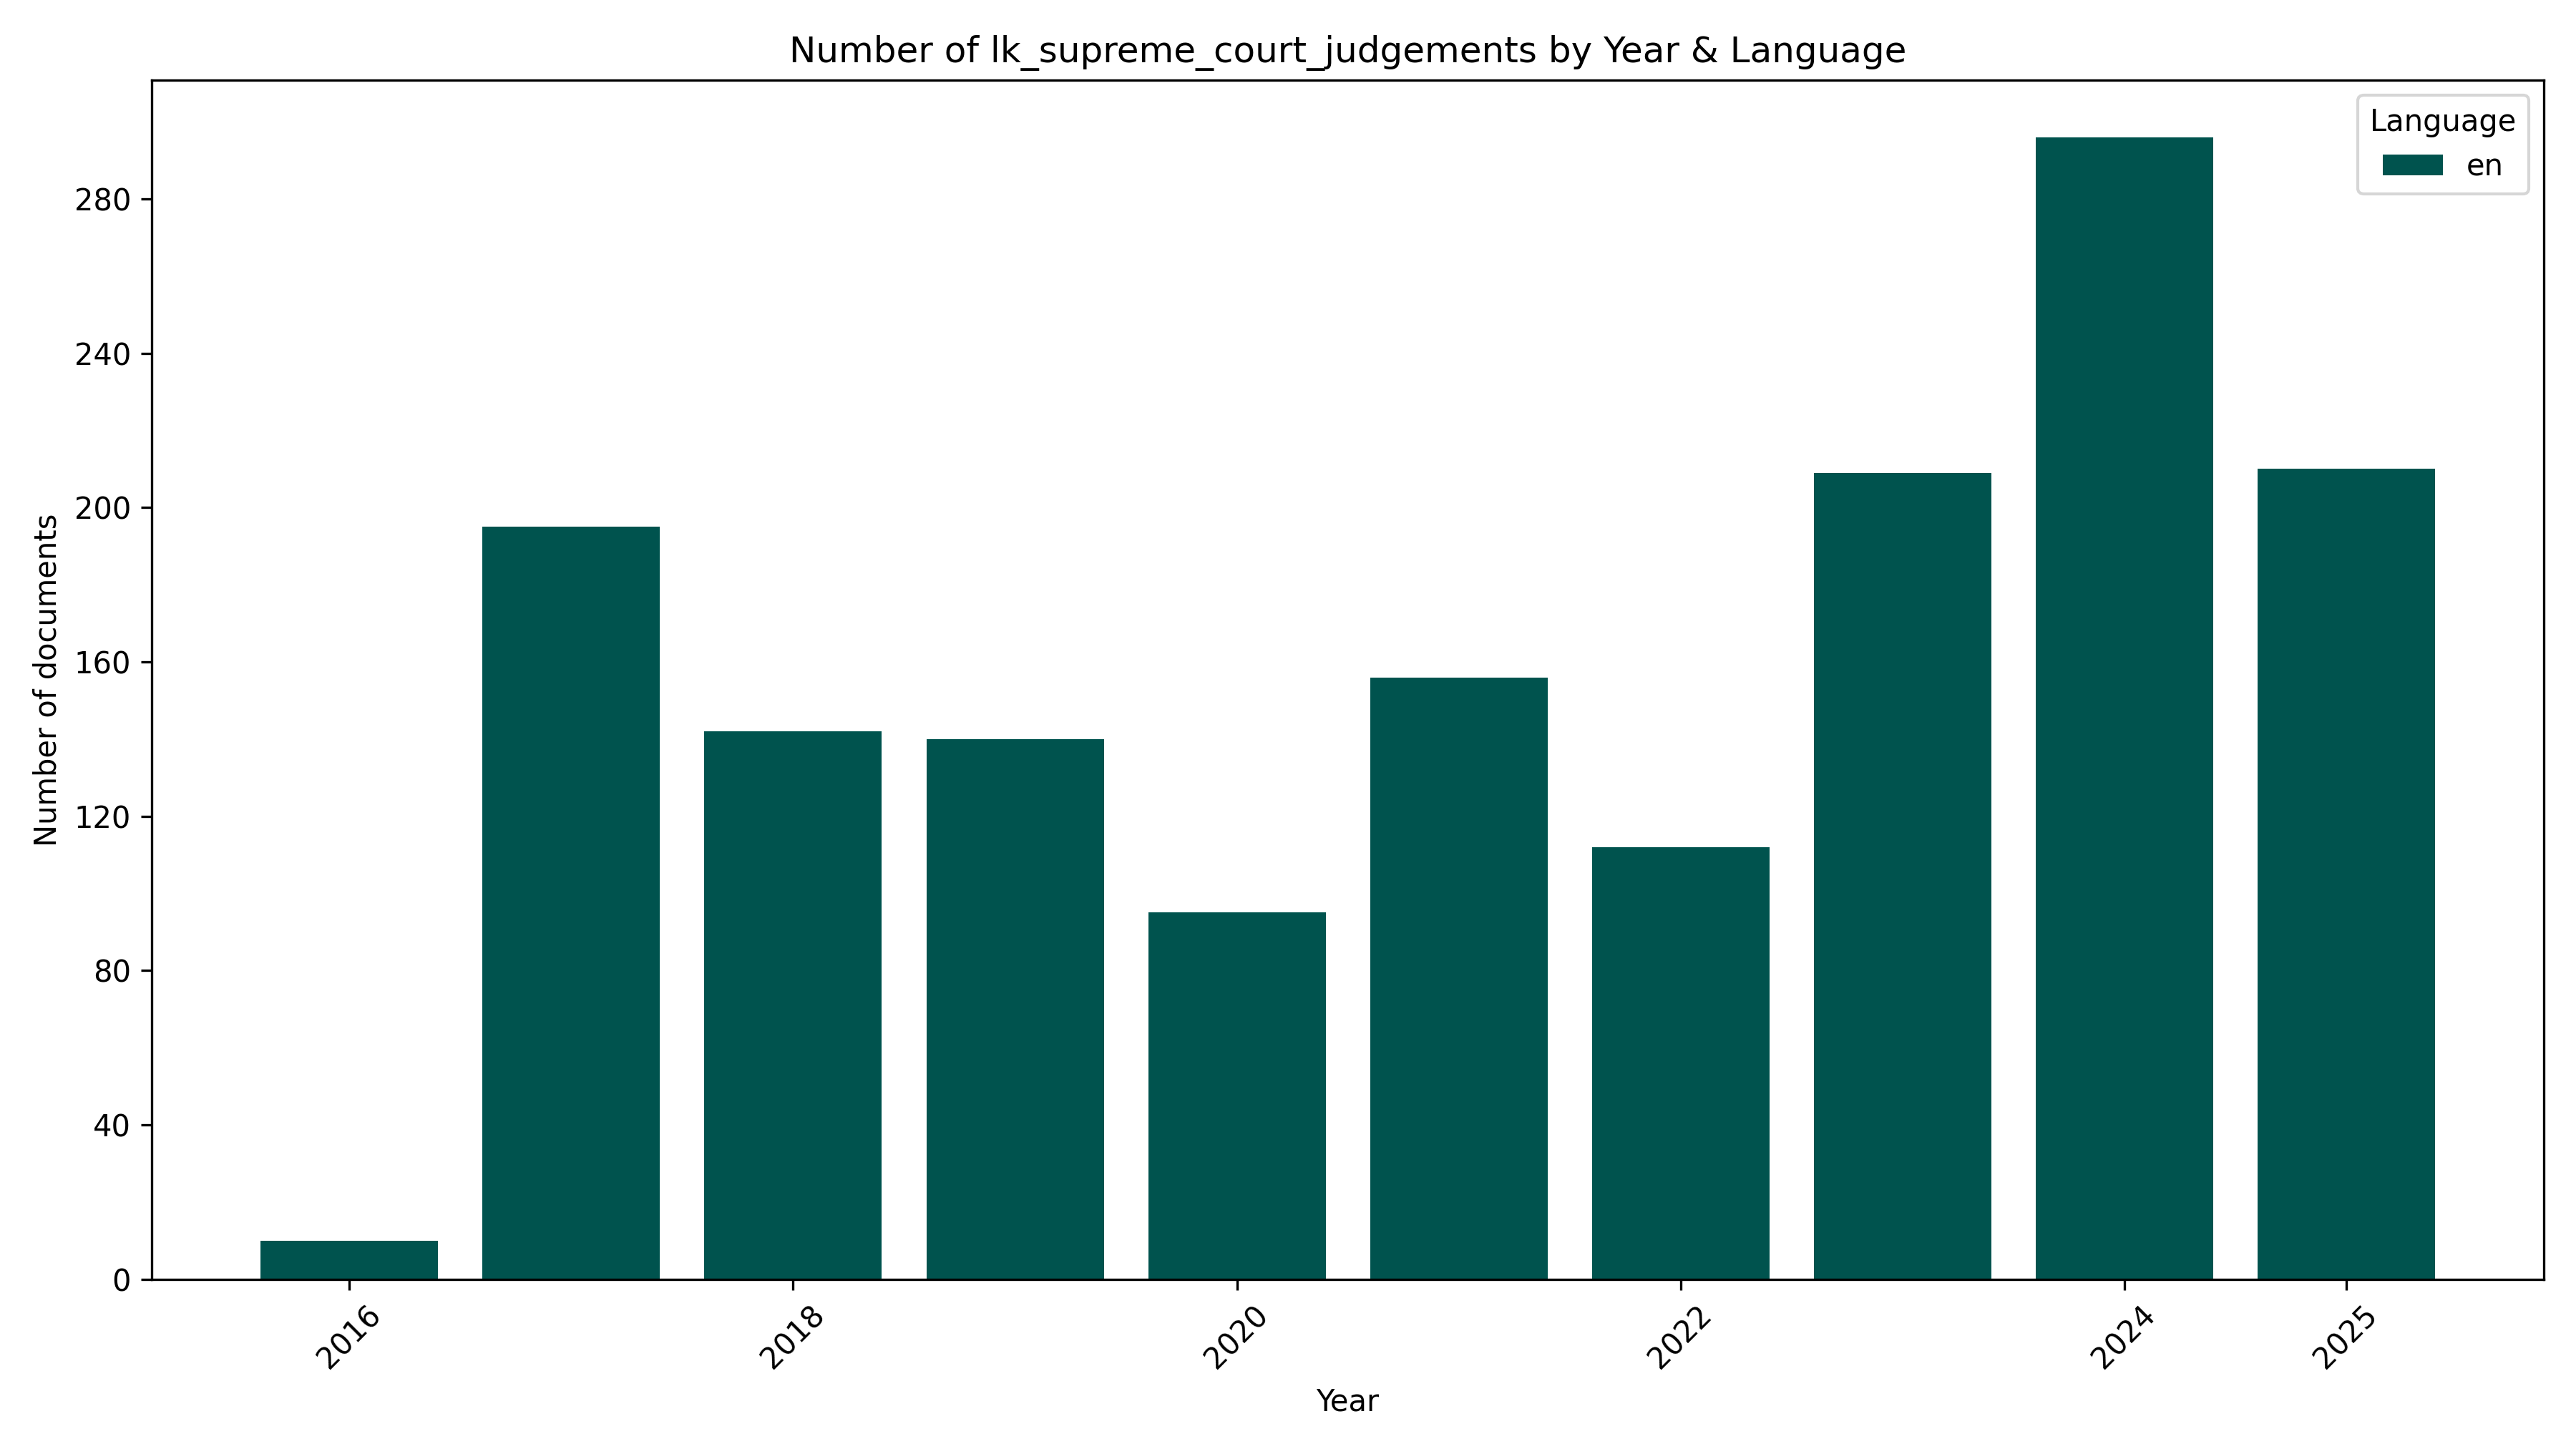 Number of lk_supreme_court_judgements by Year & Language
Language
en
280
240
200
160
120
80
40
0
Number of documents
2016
2018
2020
2022
2024
2025
Year